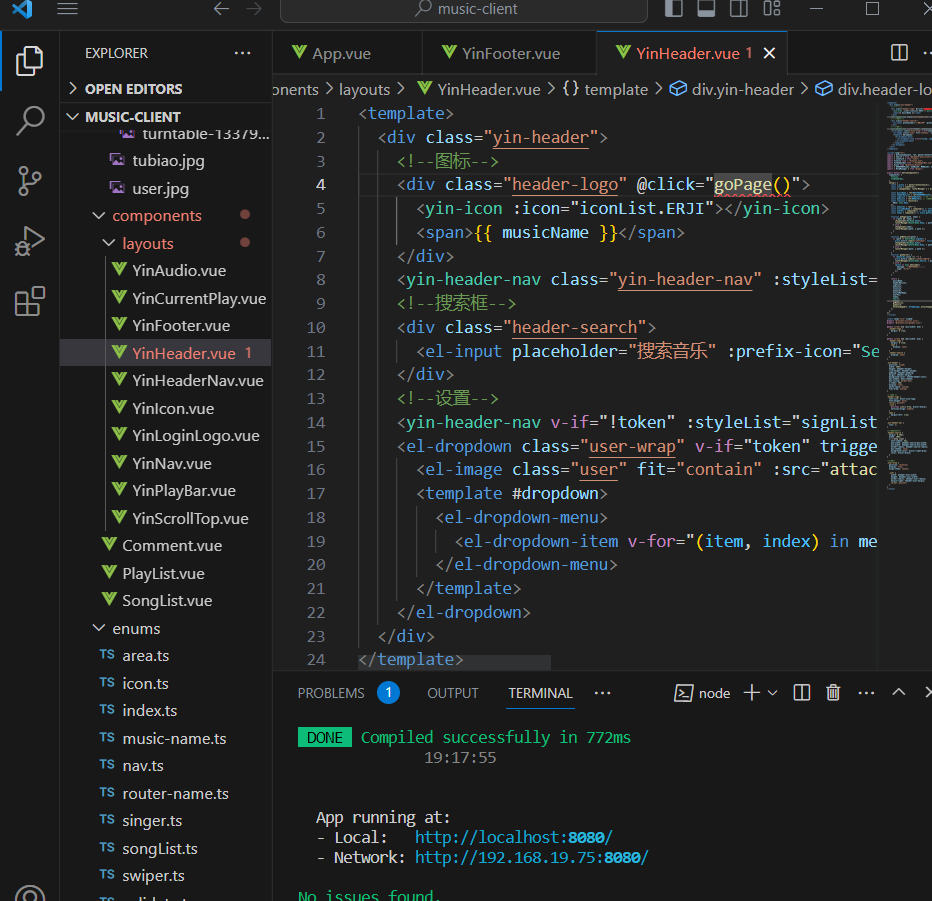 music-client
EXPLORER
OPEN EDITORS
MUSIC-CLIENT
turntable-13379...
tubiao.jpg
user.jpg
components
layouts
YinAudio.vue
YinCurrentPlay.vue
YinFooter.vue
YinHeader.vue 1
YinHeaderNav.vue
YinIcon.vue
YinLoginLogo.vue
YinNav.vue
YinPlayBar.vue
YinScrollTop.vue
Comment.vue
PlayList.vue
SongList.vue
enums
TS area.ts
TS icon.ts
TS index.ts
TS music-name.ts
TS nav.ts
TS router-name.ts
TS singer.ts
TS songList.ts
TS swiper.ts
App.vue
YinFooter.vue
YinHeader.vue 1
onents > layouts > YinHeader.vue > {} template > div.yin-header > div.header-lo
1 <template>
2 <div class="yin-header">
3 <!--图标-->
4 <div class="header-logo" @click="goPage()">
5 <yin-icon :icon="iconList.ERJI"></yin-icon>
6 <span>{{ musicName }}</span>
7 </div>
8 <yin-header-nav class="yin-header-nav" :styleList=
9 <!--搜索框-->
10 <div class="header-search">
11 <el-input placeholder="搜索音乐" :prefix-icon="Se
12 </div>
13 <!--设置-->
14 <yin-header-nav v-if="!token" :styleList="signList
15 <el-dropdown class="user-wrap" v-if="token" trigge
16 <el-image class="user" fit="contain" :src="attac
17 <template #dropdown>
18 <el-dropdown-menu>
19 <el-dropdown-item v-for="(item, index) in me
20 </el-dropdown-menu>
21 </template>
22 </el-dropdown>
23 </div>
24 </template>
PROBLEMS 1 OUTPUT TERMINAL ... node
DONE Compiled successfully in 772ms
19:17:55
App running at:
- Local: http://localhost:8080/
- Network: http://192.168.19.75:8080/
No issues found.